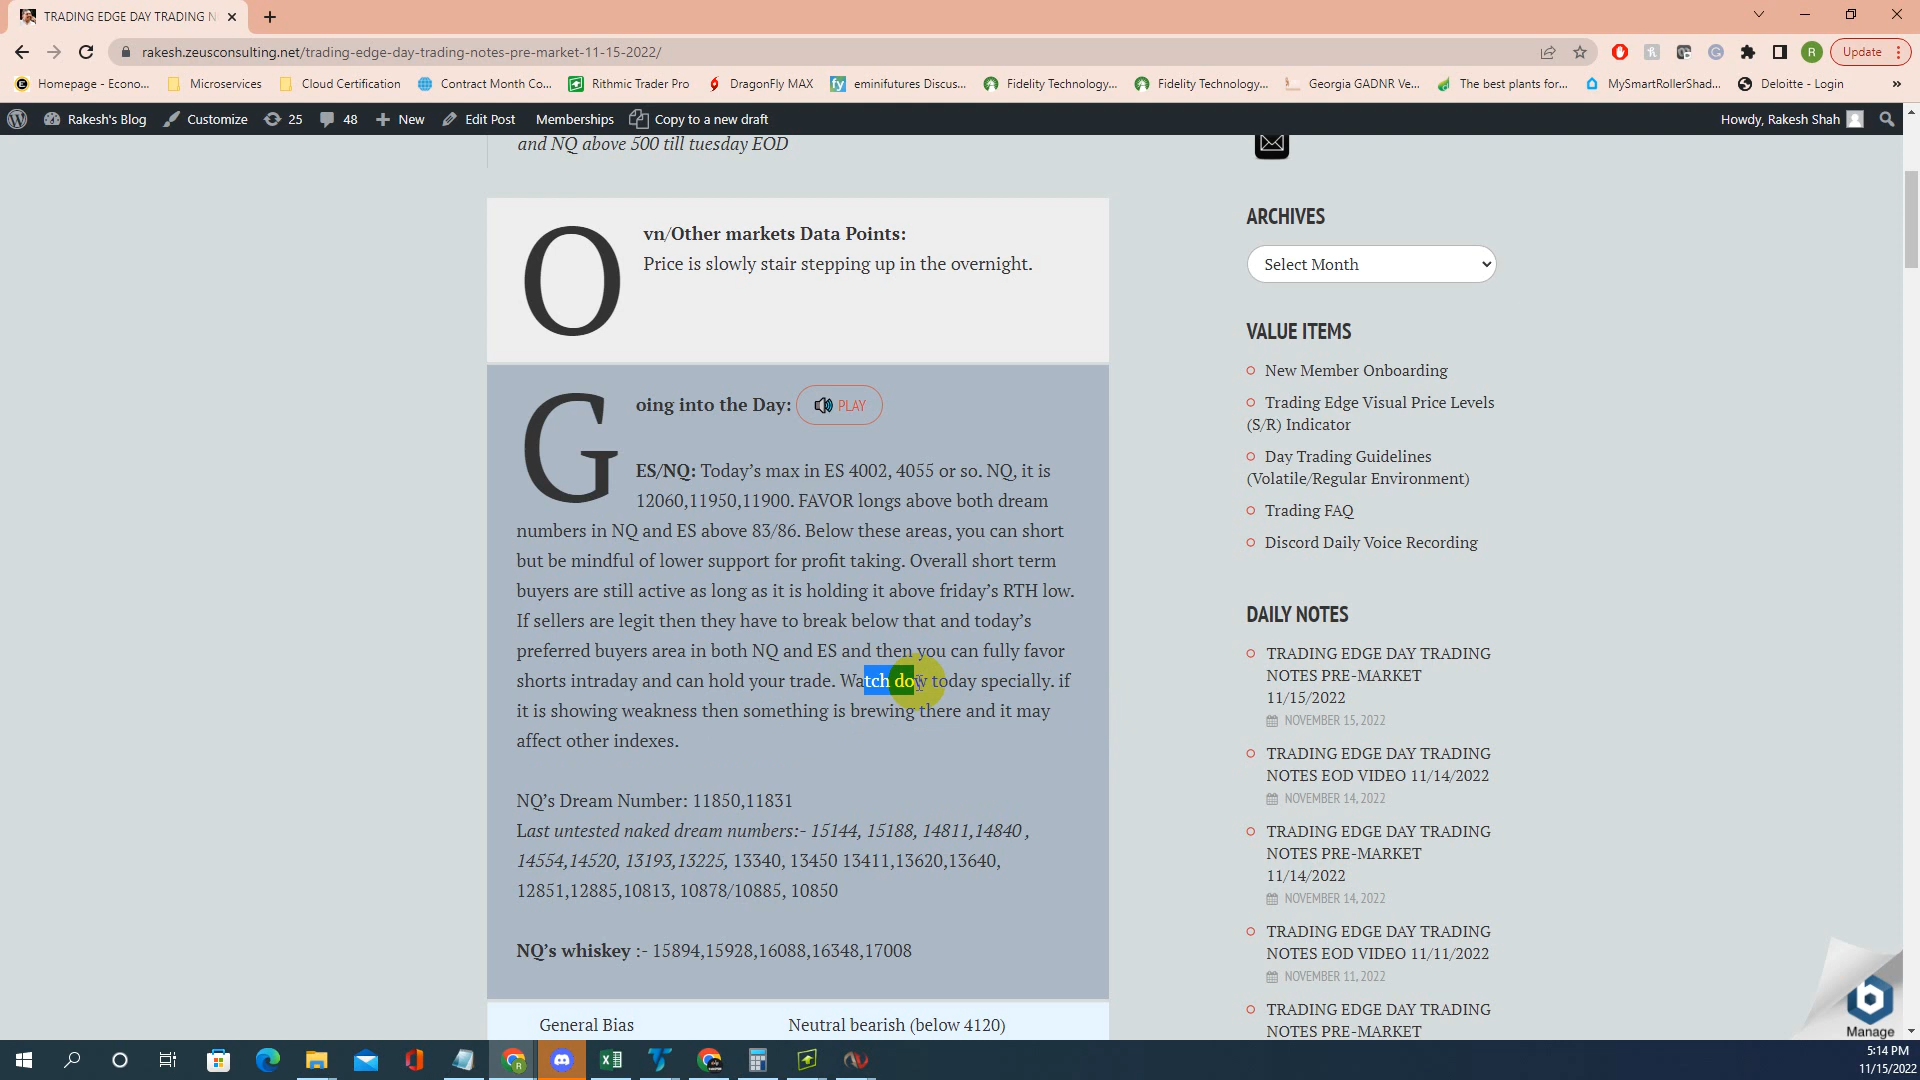 TRADING EDGE DAY TRADING N
rakesh.zeusconsulting.net/trading-edge-day-trading-notes-pre-market-11-15-2022/
R
Update
Homepage - Econo...
Microservices
Cloud Certification
Contract Month Co...
Rithmic Trader Pro
DragonFly MAX
fy
eminifutures Discus...
Fidelity Technology...
Fidelity Technology...
Georgia GADNR Ve...
The best plants for...
MySmartRollerShad...
Deloitte - Login
»
Rakesh's Blog
Customize
25
48
New
Edit Post
Memberships
Copy to a new draft
Howdy, Rakesh Shah
and NQ above 500 till tuesday EOD
Ovn/Other markets Data Points:
Price is slowly stair stepping up in the overnight.
Going into the Day:
PLAY
ES/NQ: Today’s max in ES 4002, 4055 or so. NQ, it is
12060,11950,11900. FAVOR longs above both dream
numbers in NQ and ES above 83/86. Below these areas, you can short
but be mindful of lower support for profit taking. Overall short term
buyers are still active as long as it is holding it above friday’s RTH low.
If sellers are legit then they have to break below that and today’s
preferred buyers area in both NQ and ES and then you can fully favor
shorts intraday and can hold your trade. Watch dow today specially. if
it is showing weakness then something is brewing there and it may
affect other indexes.
NQ’s Dream Number: 11850,11831
Last untested naked dream numbers:- 15144, 15188, 14811,14840 ,
14554,14520, 13193,13225, 13340, 13450 13411,13620,13640,
12851,12885,10813, 10878/10885, 10850
NQ’s whiskey :- 15894,15928,16088,16348,17008
General Bias
Neutral bearish (below 4120)
ARCHIVES
Select Month
VALUE ITEMS
New Member Onboarding
Trading Edge Visual Price Levels
(S/R) Indicator
Day Trading Guidelines
(Volatile/Regular Environment)
Trading FAQ
Discord Daily Voice Recording
DAILY NOTES
TRADING EDGE DAY TRADING
NOTES PRE-MARKET
11/15/2022
NOVEMBER 15, 2022
TRADING EDGE DAY TRADING
NOTES EOD VIDEO 11/14/2022
NOVEMBER 14, 2022
TRADING EDGE DAY TRADING
NOTES PRE-MARKET
11/14/2022
NOVEMBER 14, 2022
TRADING EDGE DAY TRADING
NOTES EOD VIDEO 11/11/2022
NOVEMBER 11, 2022
TRADING EDGE DAY TRADING
NOTES PRE-MARKET
b
Manage
5:14 PM
11/15/2022